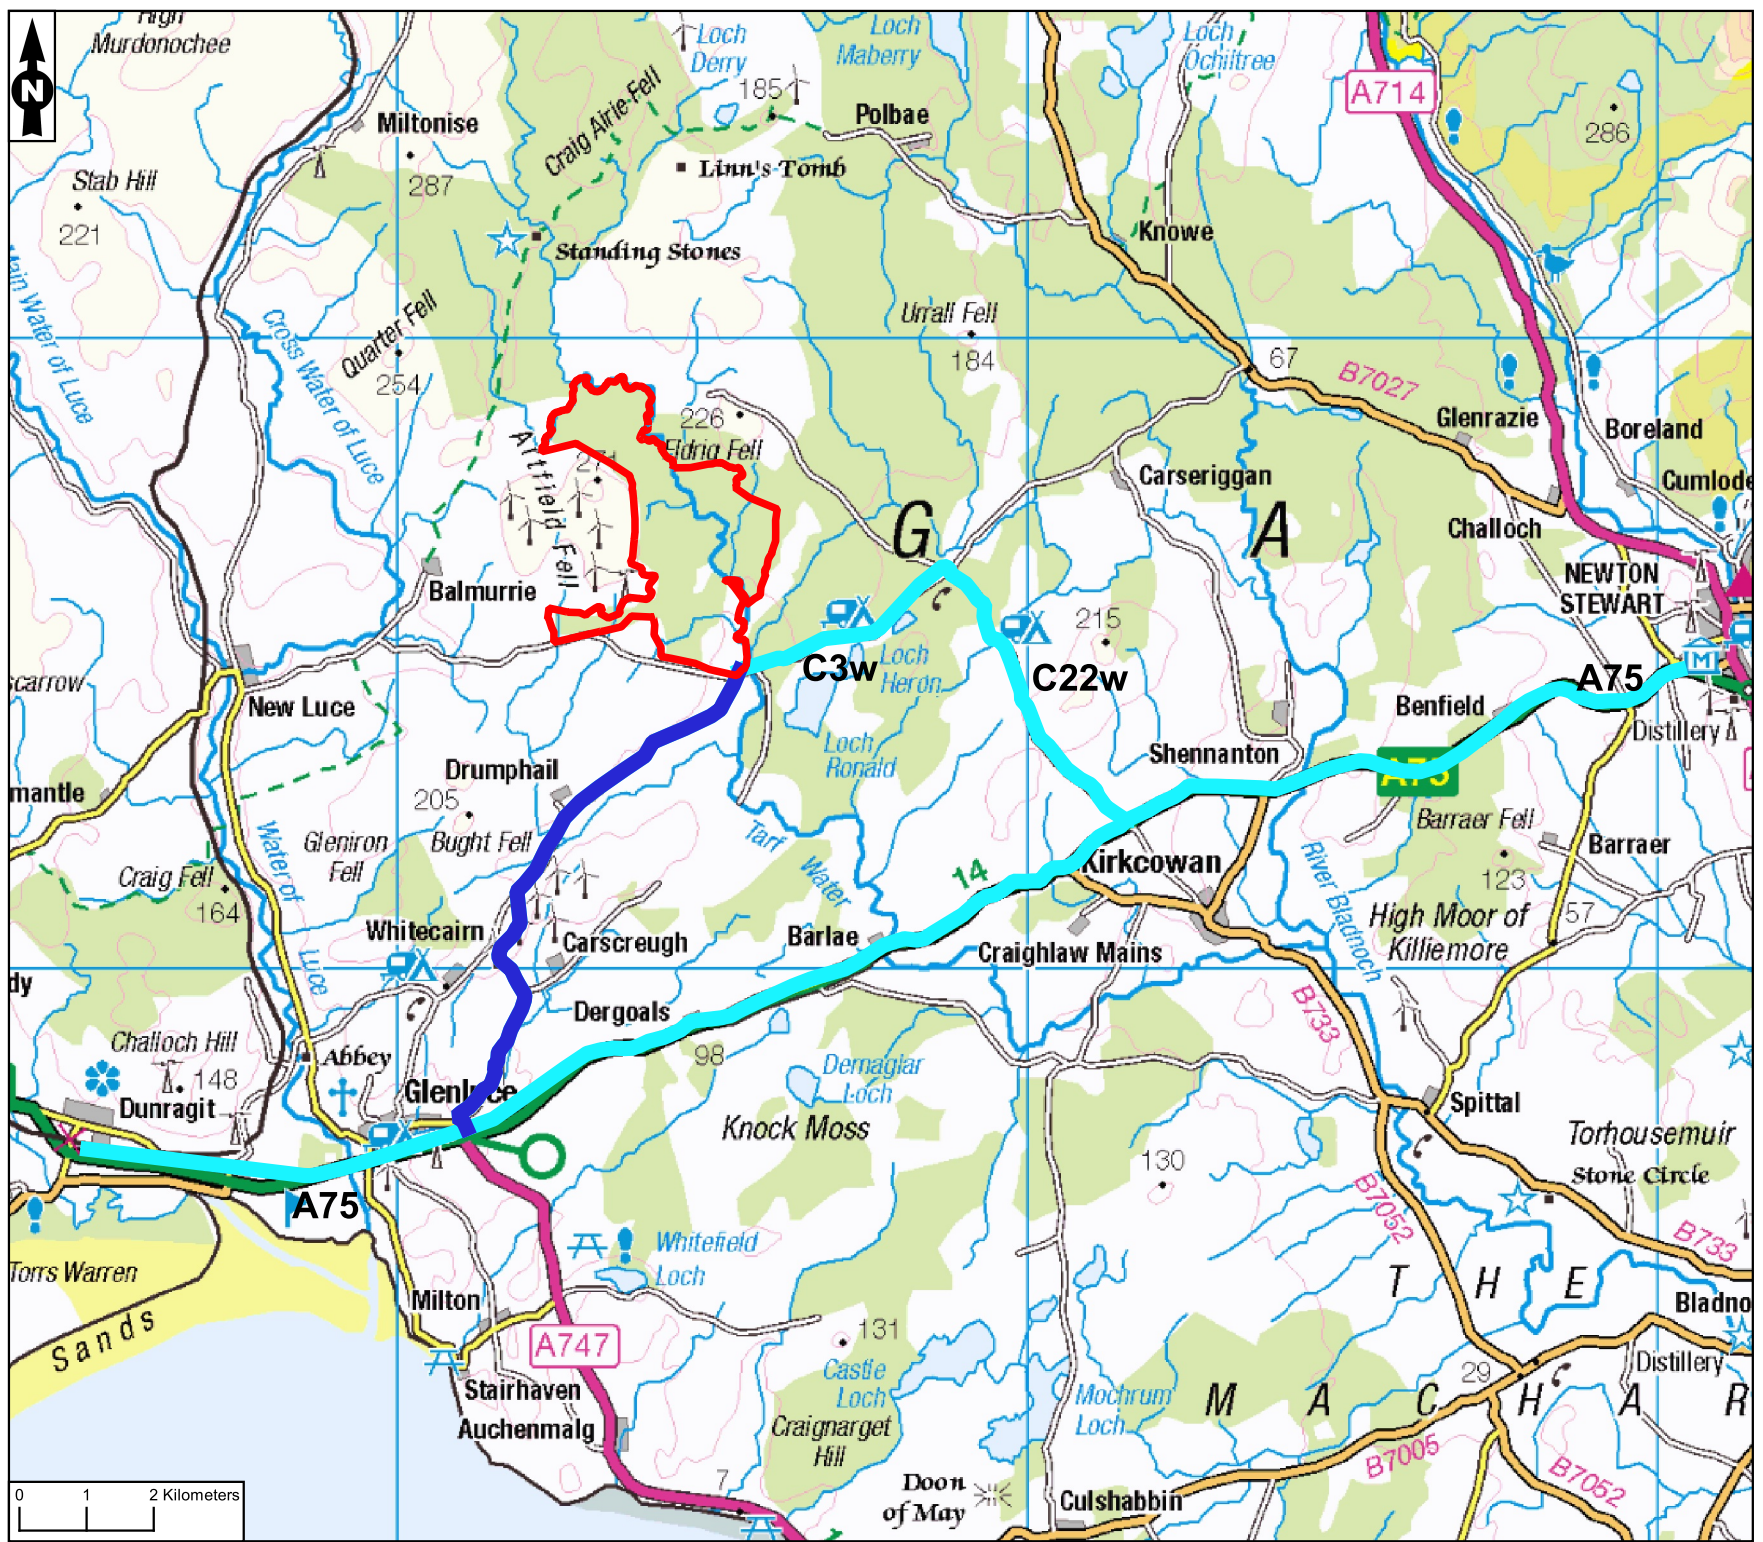 High
Murdonochee
N
Miltonise
287
Stab Hill
221
Main Water of Luce
Cross Water of Luce
Quarter Fell
254
Craig Airie Fell
Loch
Derry
185
Loch
Maberry
Polbae
Linn's Tomb
Standing Stones
Loch
Ochiltree
A714
286
Knowe
Urrall Fell
184
67
B7027
Glenrazie
Boreland
Cumlode
Carseriggan
Challoch
NEWTON
STEWART
226
Eldrig Fell
271
Artfield Fell
G
A
Balmurrie
215
C3w
Loch
Heron
C22w
A75
Benfield
Distillery
scarrow
New Luce
Loch
Ronald
Shennanton
A75
Drumphail
205
Bught Fell
mantle
Gleniron
Fell
Water of
Luce
Craig Fell
164
Tarf
Water
14
Kirkcowan
River Bladnoch
Barraer Fell
123
Barraer
57
High Moor of
Killiemore
Whitecairn
Carscreugh
Barlae
Craighlaw Mains
dy
Dergoals
98
B733
Challoch Hill
148
Abbey
Dunragit
Glenluce
Dernaglar
Loch
Knock Moss
Spittal
Torhousemuir
Stone Circle
130
B7052
B733
A75
Whitefield
Loch
Torrs Warren
Sands
Milton
T H E
Bladno
A747
131
Castle
Loch
Distillery
29
Stairhaven
Auchenmalg
Craignarget
Hill
Mochrum
Loch
M A C H A R
B7005
B7052
7
Doon
of May
Culshabbin
0 1 2 Kilometers